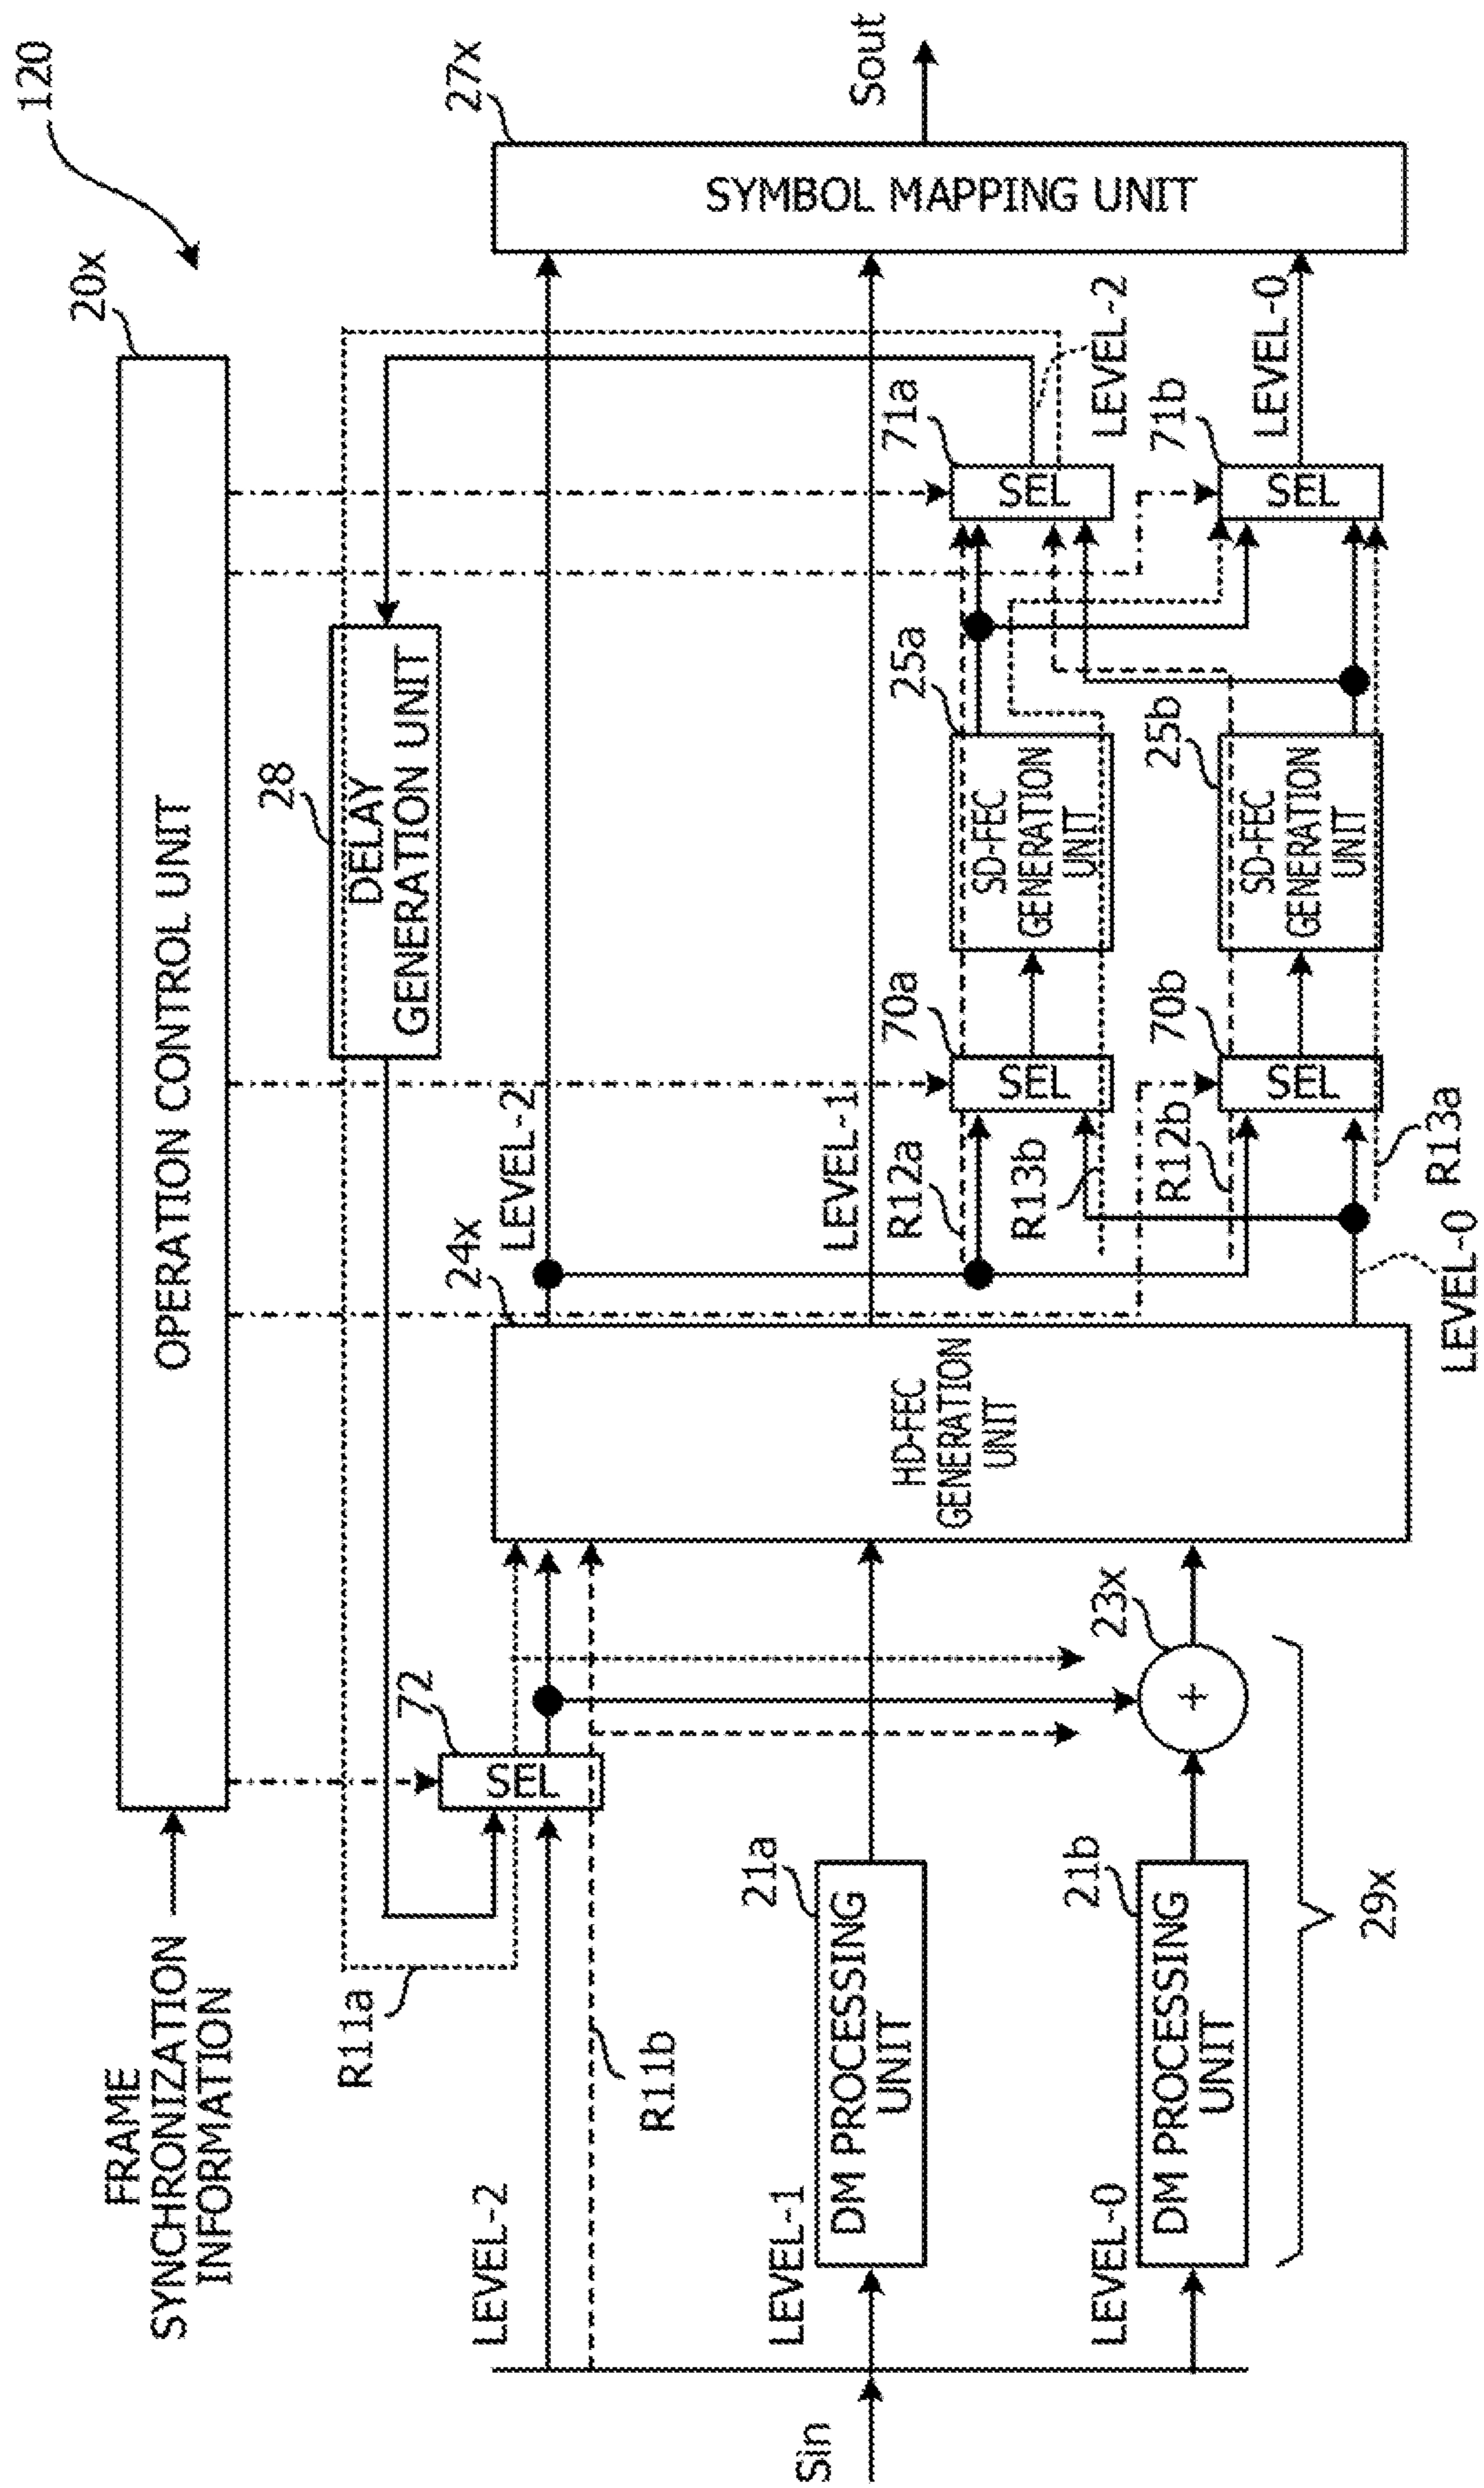 120
20x
OPERATION CONTROL UNIT
FRAME
SYNCHRONIZATION
INFORMATION
28
DELAY
GENERATION UNIT
R11a
R11b
72
SEL
24x
HD-FEC
GENERATION
UNIT
27x
SYMBOL MAPPING UNIT
Sout
Sin
LEVEL-2
LEVEL-1
LEVEL-0
21a
DM PROCESSING
UNIT
21b
DM PROCESSING
UNIT
23x
+
29x
LEVEL-2
LEVEL-1
LEVEL-0
R12a
R13b
R12b
R13a
70a
SEL
70b
SEL
25a
SD-FEC
GENERATION
UNIT
25b
SD-FEC
GENERATION
UNIT
71a
SEL
71b
SEL
LEVEL-2
LEVEL-0